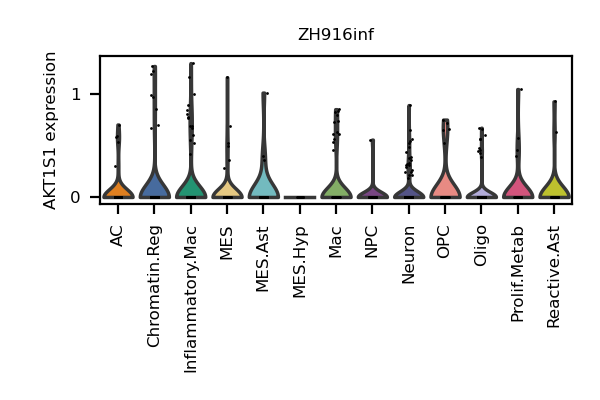 ZH916inf
AKT1S1 expression
1
0
AC
Chromatin.Reg
Inflammatory.Mac
MES
MES.Ast
MES.Hyp
Mac
NPC
Neuron
OPC
Oligo
Prolif.Metab
Reactive.Ast